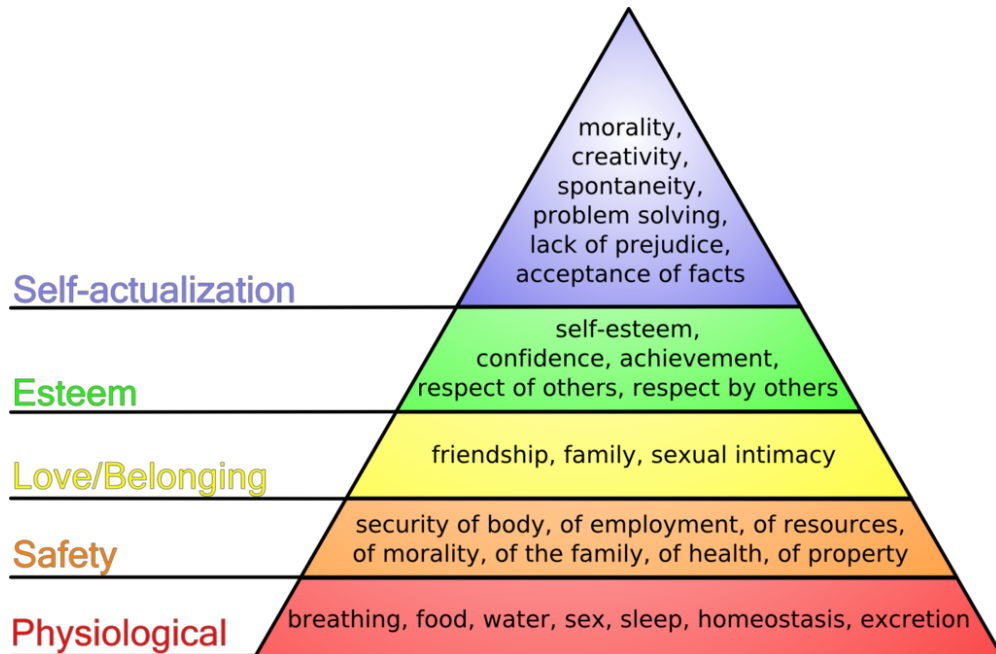 morality,
creativity,
spontaneity,
problem solving,
lack of prejudice,
acceptance of facts
Self-actualization
self-esteem,
confidence, achievement,
respect of others, respect by others
Esteem
friendship, family, sexual intimacy
Love/Belonging
security of body, of employment, of resources,
of morality, of the family, of health, of property
Safety
breathing, food, water, sex, sleep, homeostasis, excretion
Physiological